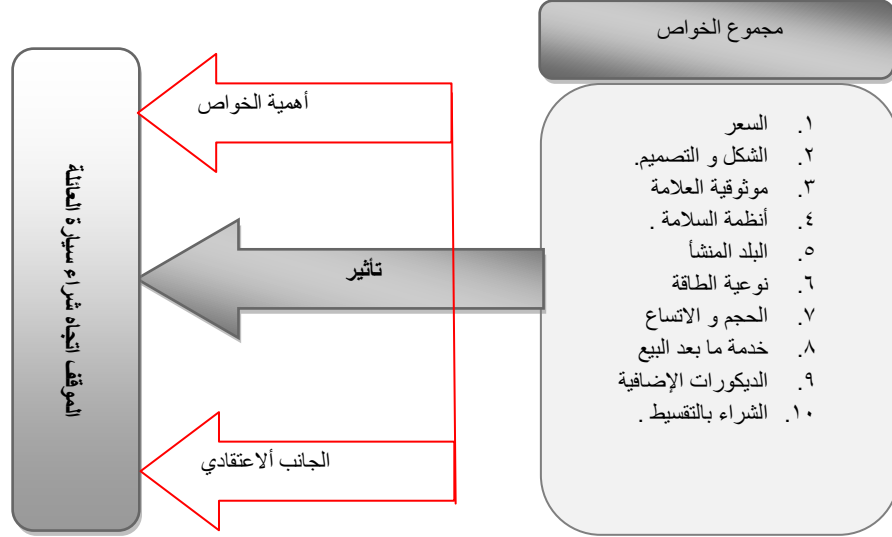 مجموع الخواص
١. السعر
٢. الشكل و التصميم.
٣. موثوقية العلامة
٤. أنظمة السلامة .
٥. البلد المنشأ
٦. نوعية الطاقة
٧. الحجم و الاتساع
٨. خدمة ما بعد البيع
٩. الديكورات الإضافية
١٠. الشراء بالتقسيط .
أهمية الخواص
تأثير
الجانب ألاعتقادي
الموقف اتجاه شراء سيارة العائلة